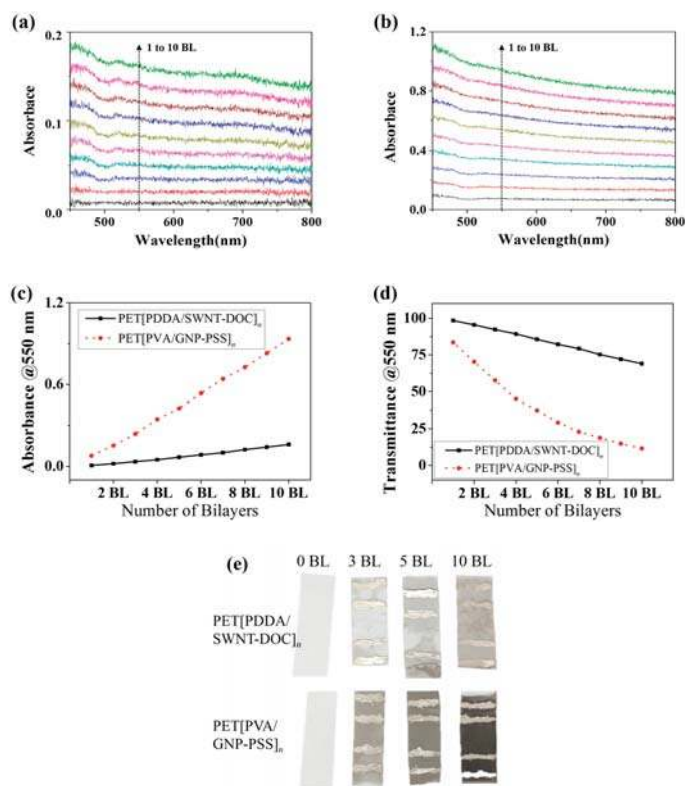 (a)
(b)
0.2
0.1
0.0
Absorbace
1 to 10 BL
500
600
700
800
Wavelength(nm)
1.2
0.8
0.4
0.0
Absorbance
1 to 10 BL
500
600
700
800
Wavelength(nm)
(c)
(d)
1.2
0.6
0.0
Absorbance @550 nm
PET[PDDA/SWNT-DOC]n
PET[PVA/GNP-PSS]n
2 BL
4 BL
6 BL
8 BL
10 BL
Number of Bilayers
100
75
50
25
0
Transmittance @550 nm
PET[PDDA/SWNT-DOC]n
PET[PVA/GNP-PSS]n
2 BL
4 BL
6 BL
8 BL
10 BL
Number of Bilayers
(e)
0 BL
3 BL
5 BL
10 BL
PET[PDDA/
SWNT-DOC]n
PET[PVA/
GNP-PSS]n